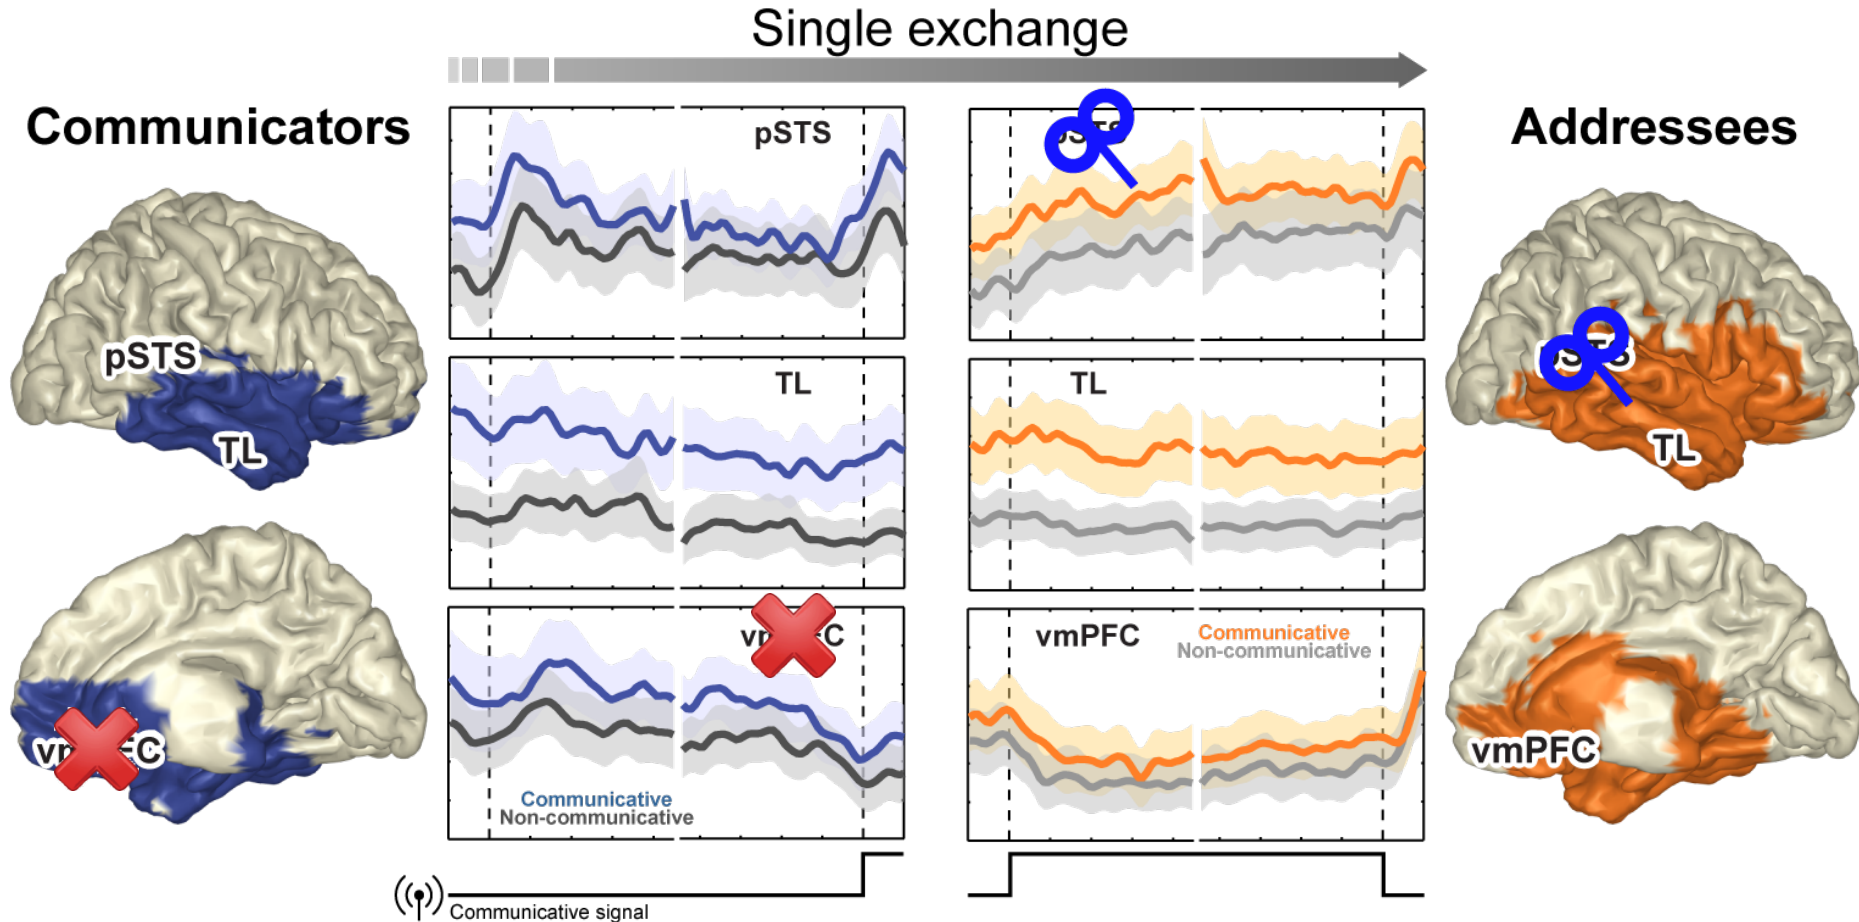 Single exchange
Communicators
Addressees
pSTS
TL
TL
vmPFC
Communicative
Non-communicative
Communicative
Non-communicative
pSTS
TL
TL
vmPFC
Communicative signal